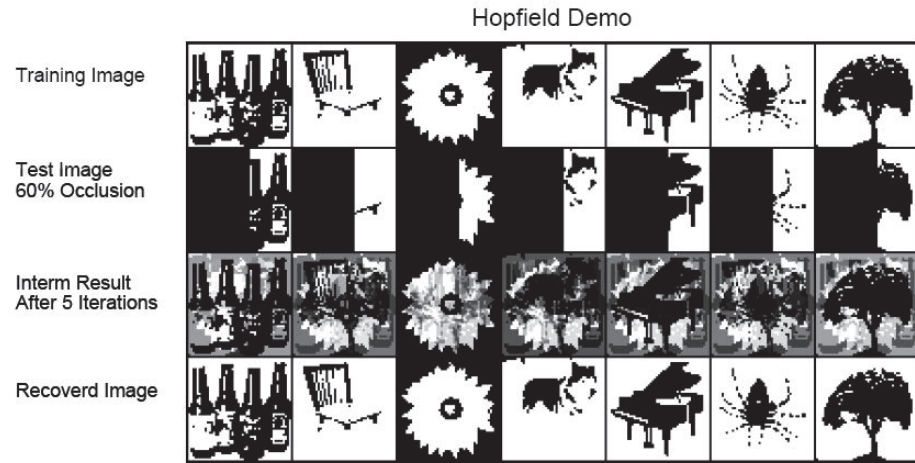 Hopfield Demo
Training Image
Test Image
60% Occlusion
Interm Result
After 5 Iterations
Recoverd Image